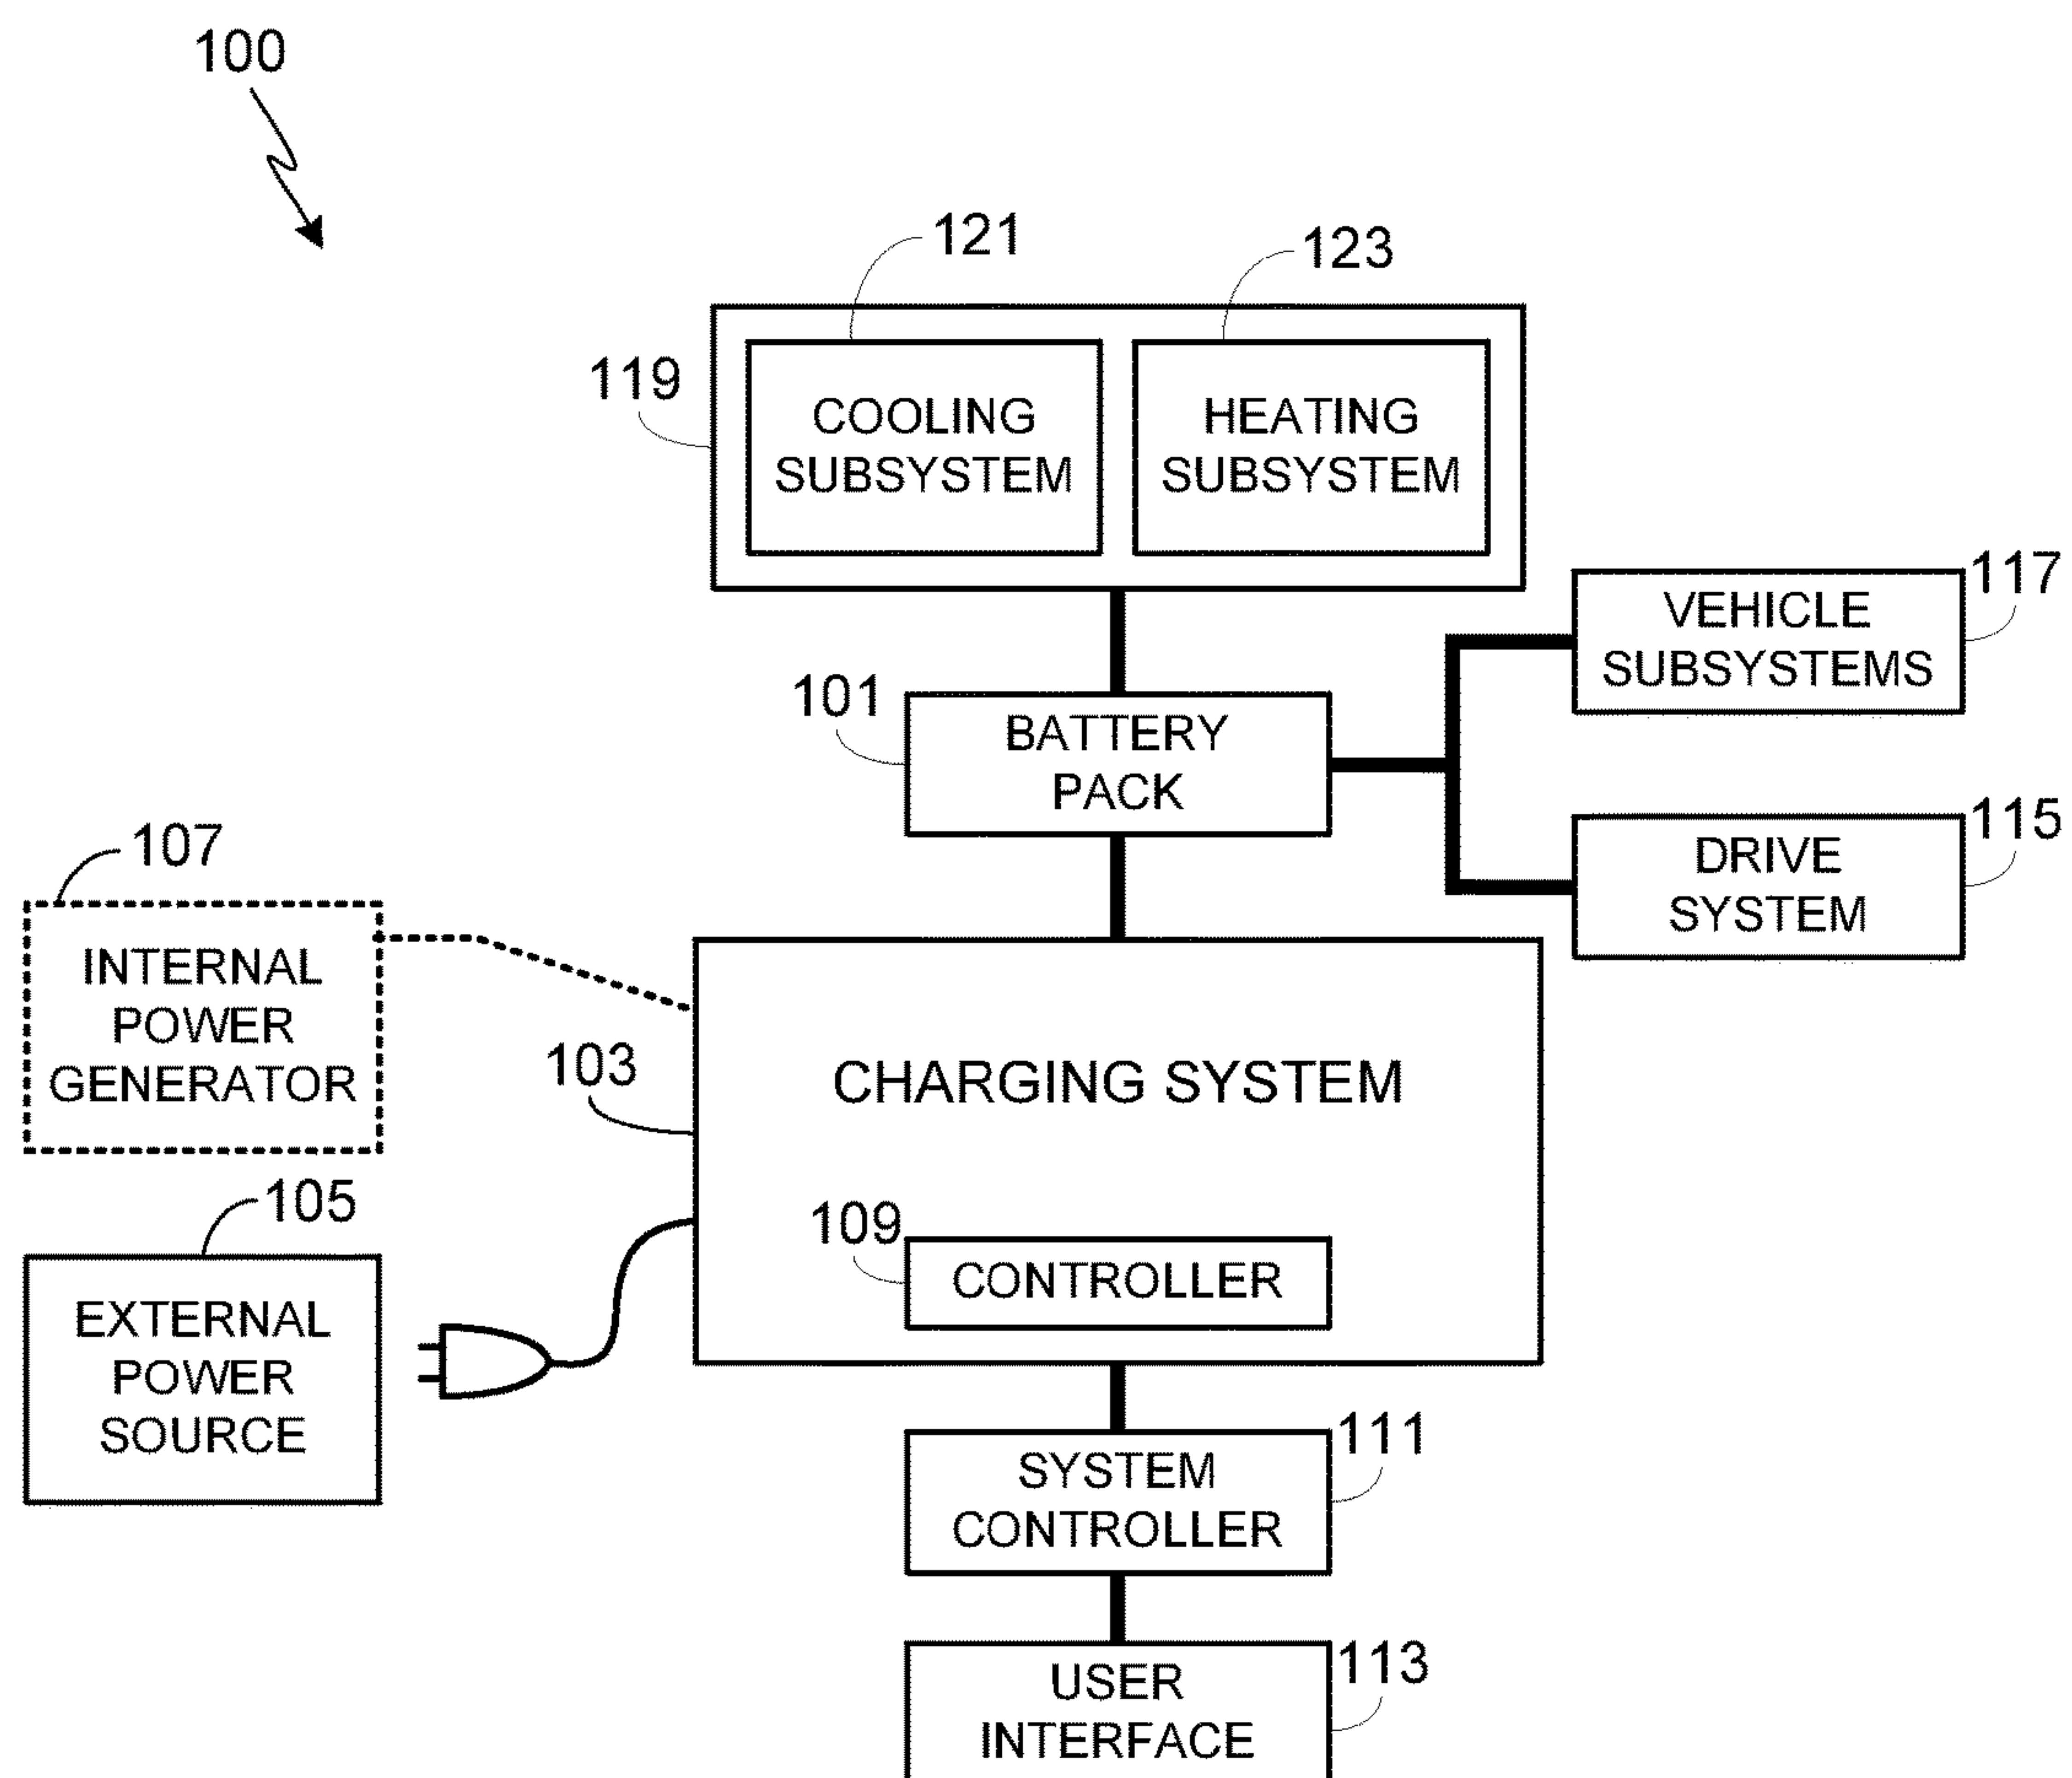 100
121
123
119
COOLING
SUBSYSTEM
HEATING
SUBSYSTEM
117
VEHICLE
SUBSYSTEMS
101
BATTERY
PACK
115
DRIVE
SYSTEM
107
INTERNAL
POWER
GENERATOR
103
CHARGING SYSTEM
105
EXTERNAL
POWER
SOURCE
109
CONTROLLER
111
SYSTEM
CONTROLLER
113
USER
INTERFACE